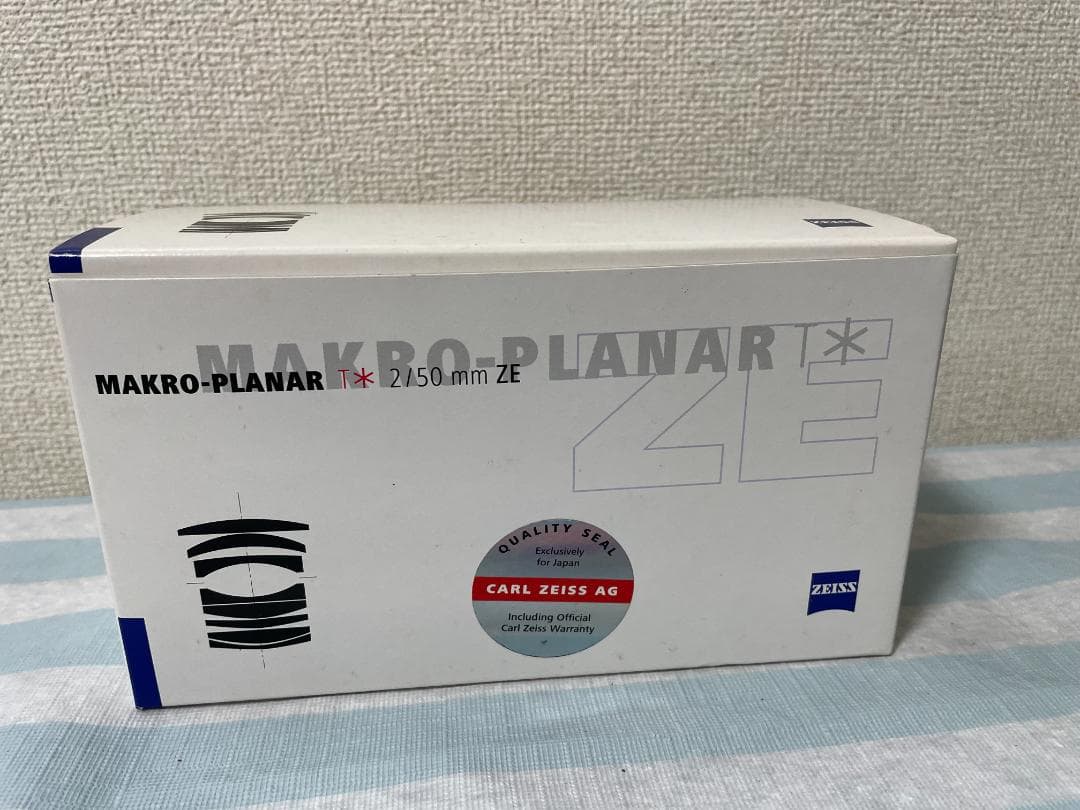 ZEISS
MAKRO-PLANAR T*
MAKRO-PLANAR T* 2/50 mm ZE
ZE
QUALITY SEAL
Exclusively
for Japan
CARL ZEISS AG
Including Official
Carl Zeiss Warranty
ZEISS